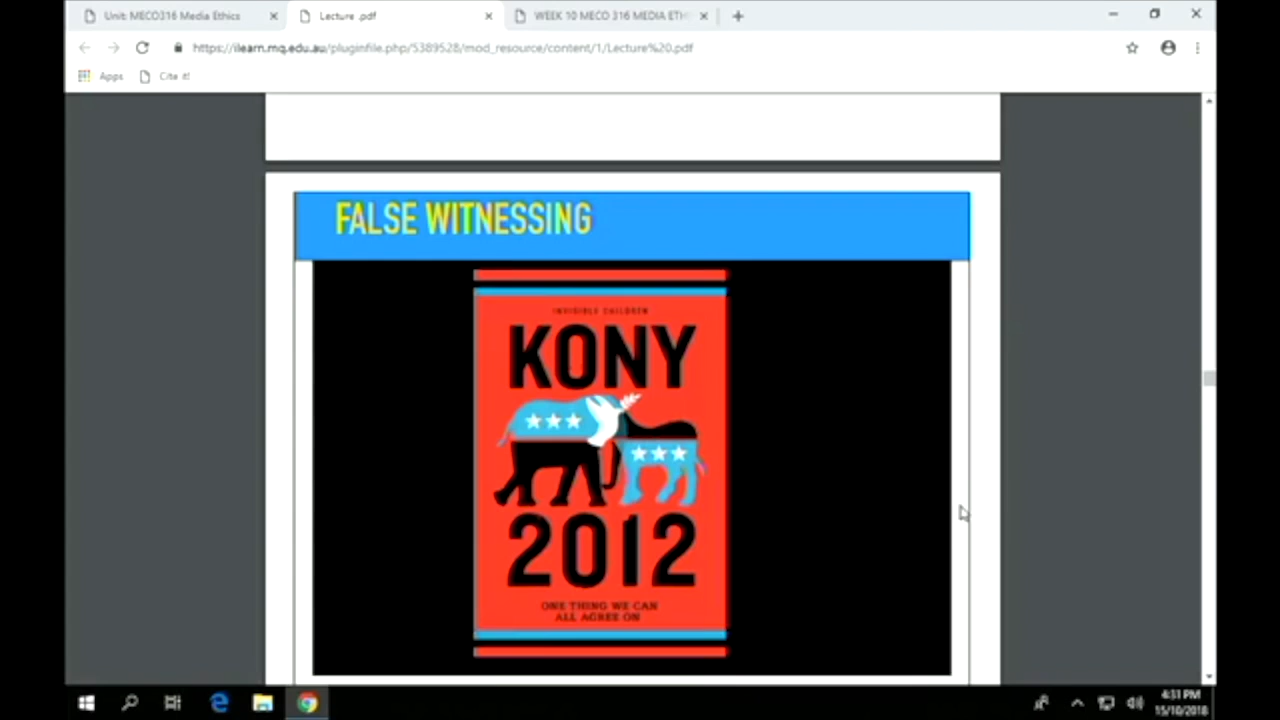 Unit: MECO316 Media Ethics
Lecture .pdf
WEEK 10 MECO 316 MEDIA ETH
https://ilearn.mq.edu.au/pluginfile.php/5389528/mod_resource/content/1/Lecture%20.pdf
Apps
Cite it!
FALSE WITNESSING
INVISIBLE CHILDREN
KONY
2012
ONE THING WE CAN
ALL AGREE ON
4:31 PM
15/10/2018